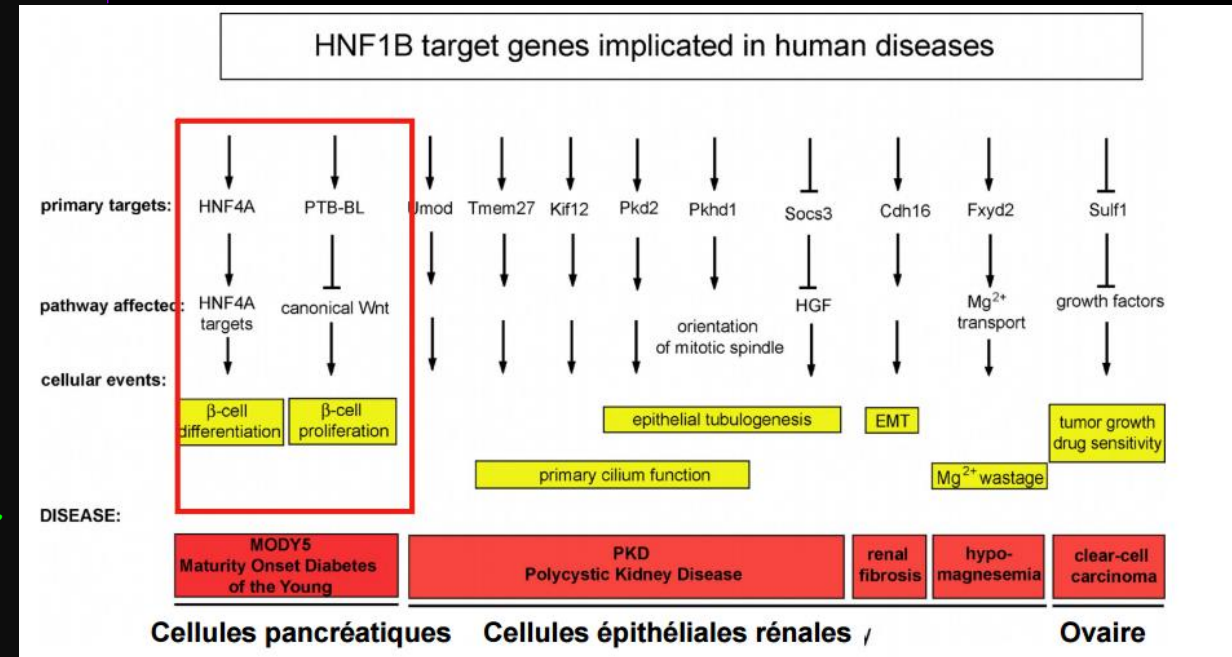 HNF1B target genes implicated in human diseases
primary targets: HNF4A PTB-BL Umod Tmem27 Kif12 Pkd2 Pkhd1 Socs3 Cdh16 Fxyd2 Sulf1
pathway affected: HNF4A targets canonical Wnt orientation of mitotic spindle HGF Mg²⁺ transport growth factors
cellular events:
β-cell differentiation β-cell proliferation epithelial tubulogenesis EMT tumor growth drug sensitivity
primary cilium function Mg²⁺ wastage
DISEASE:
MODY5 Maturity Onset Diabetes of the Young PKD Polycystic Kidney Disease renal fibrosis hypo-magnesemia clear-cell carcinoma
Cellules pancréatiques Cellules épithéliales rénales Ovaire